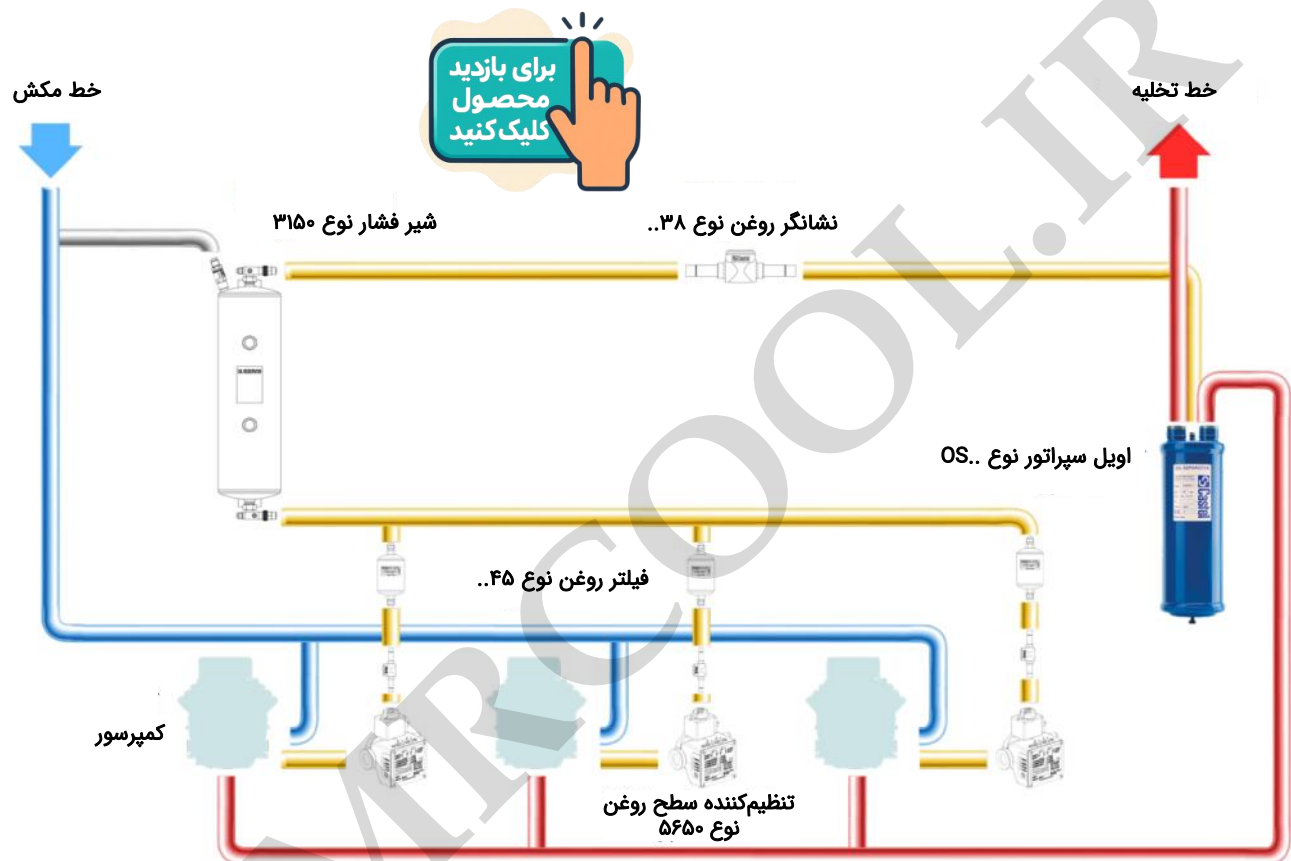 برای بازدید
محصول
کلیک کنید
خط مکش
خط تخلیه
شیر فشار نوع ۳۱۵۰
نشانگر روغن نوع ۳۸..
اویل سپراتور نوع ..OS
Castel
فیلتر روغن نوع ۴۵..
کمپرسور
تنظیم‌کننده سطح روغن
نوع ۵۶۵۰
MRCOOL.IR